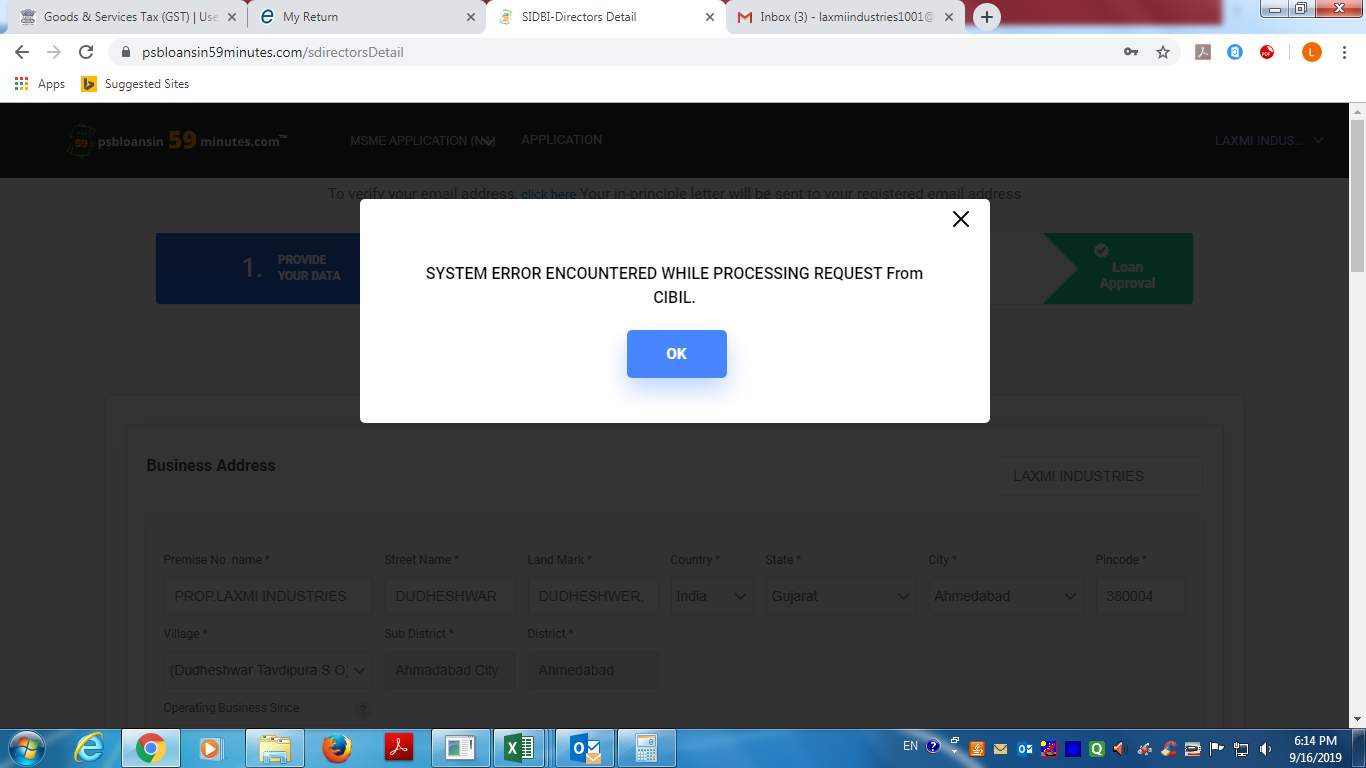 Goods & Services Tax (GST) | Use
My Return
SIDBI-Directors Detail
Inbox (3) - laxmiindustries1001@
psbloansin59minutes.com/sdirectorsDetail
L
Apps
Suggested Sites
psbloansin 59 minutes.com™
MSME APPLICATION
APPLICATION
LAXMI INDUS...
To verify your email address, click here Your in-principle letter will be sent to your registered email address
1. PROVIDE
YOUR DATA
Loan
Approval
SYSTEM ERROR ENCOUNTERED WHILE PROCESSING REQUEST From
CIBIL.
OK
Business Address
LAXMI INDUSTRIES
Premise No. name * Street Name * Land Mark * Country * State * City * Pincode *
PROP.LAXMI INDUSTRIES DUDHESHWAR DUDHESHWER, India Gujarat Ahmedabad 380004
Village * Sub District * District *
(Dudheshwar Tavdipura S.O) Ahmadabad City Ahmedabad
Operating Business Since ?
EN
6:14 PM
9/16/2019